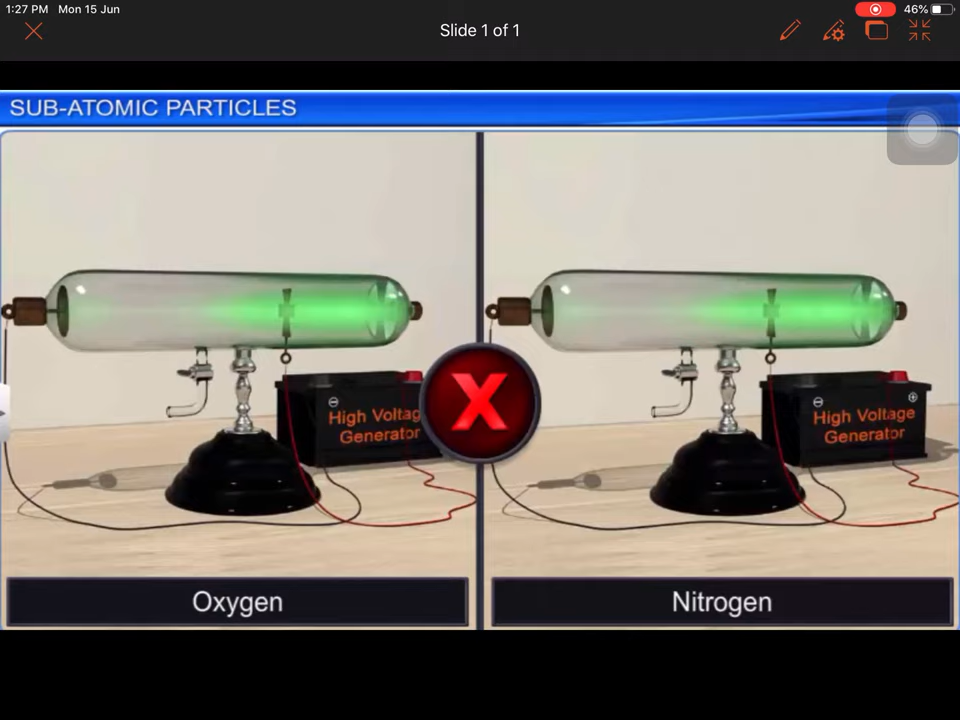 1:27 PM Mon 15 Jun
46%
Slide 1 of 1
SUB-ATOMIC PARTICLES
High Voltag
Generator
X
High Voltage
Generator
Oxygen
Nitrogen